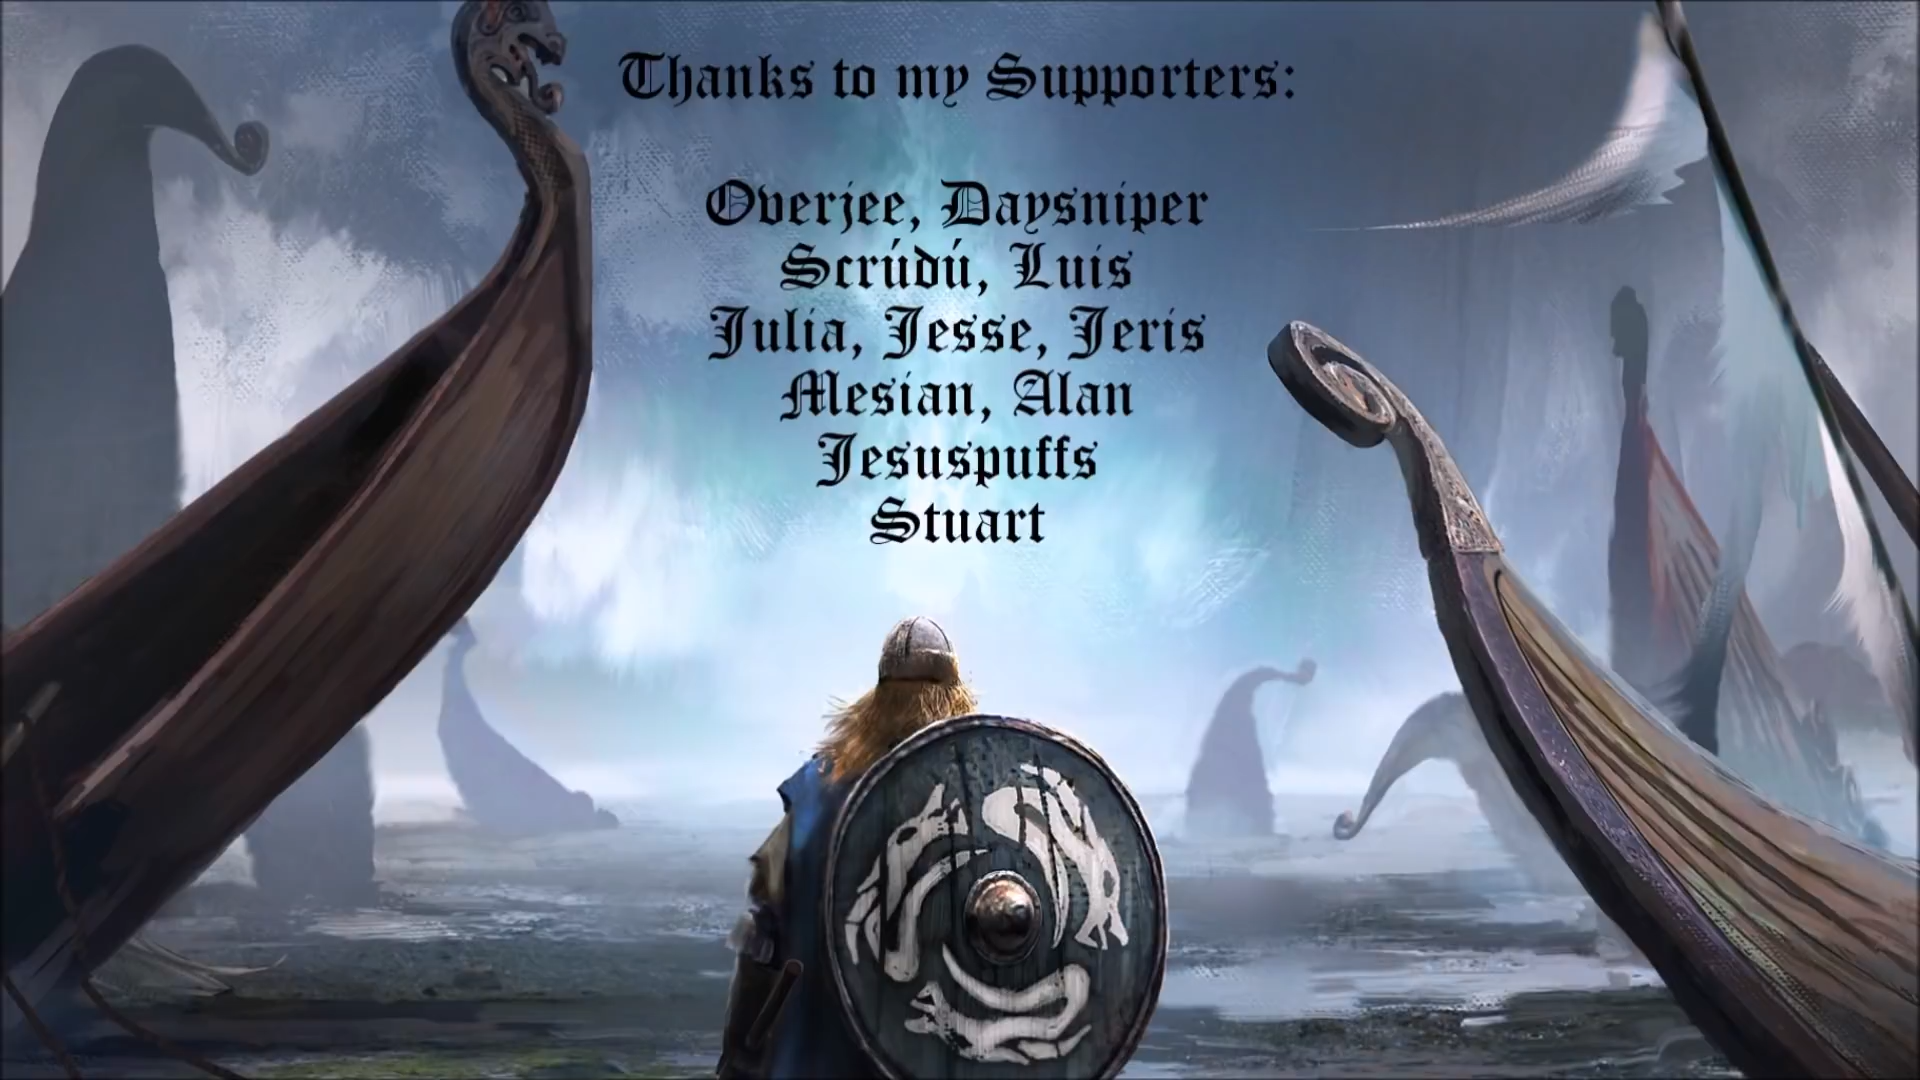 Thanks to my Supporters:
Overjee, Daysniper
Scrúdú, Luis
Julia, Jesse, Jeris
Mesian, Alan
Jesuspuffs
Stuart